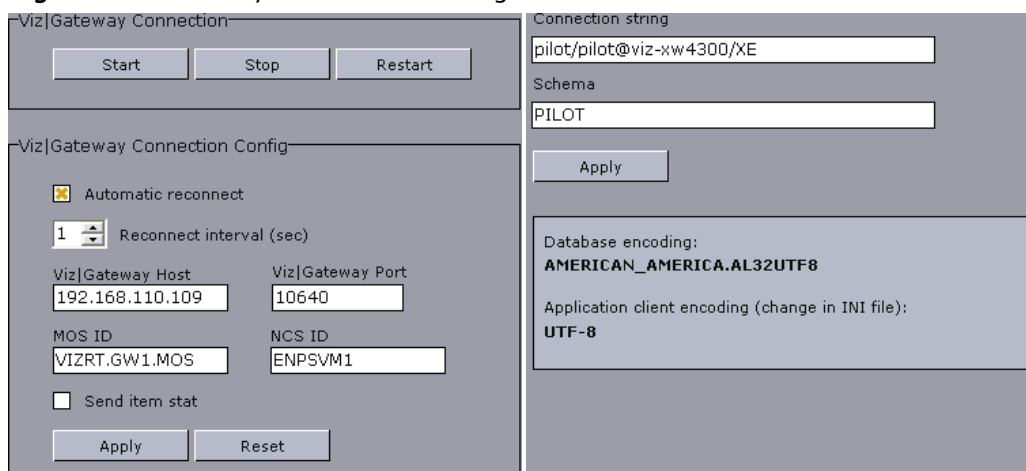 Viz|Gateway Connection
Start Stop Restart
Viz|Gateway Connection Config
Automatic reconnect
1 Reconnect interval (sec)
Viz|Gateway Host Viz|Gateway Port
192.168.110.109 10640
MOS ID NCS ID
VIZRT.GW1.MOS ENPSVM1
Send item stat
Apply Reset
Connection string
pilot/pilot@viz-xw4300/XE
Schema
PILOT
Apply
Database encoding:
AMERICAN_AMERICA.AL32UTF8
Application client encoding (change in INI file):
UTF-8